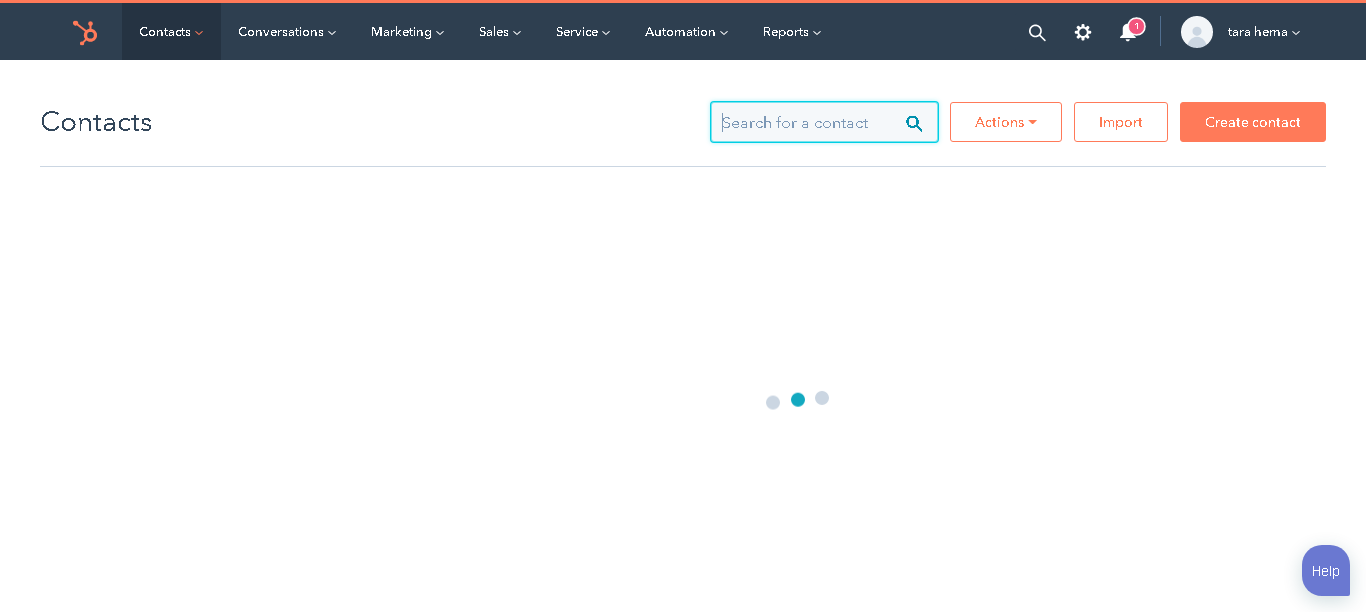 Contacts Conversations Marketing Sales Service Automation Reports 1 tara hema
Contacts Search for a contact Actions Import Create contact
Help